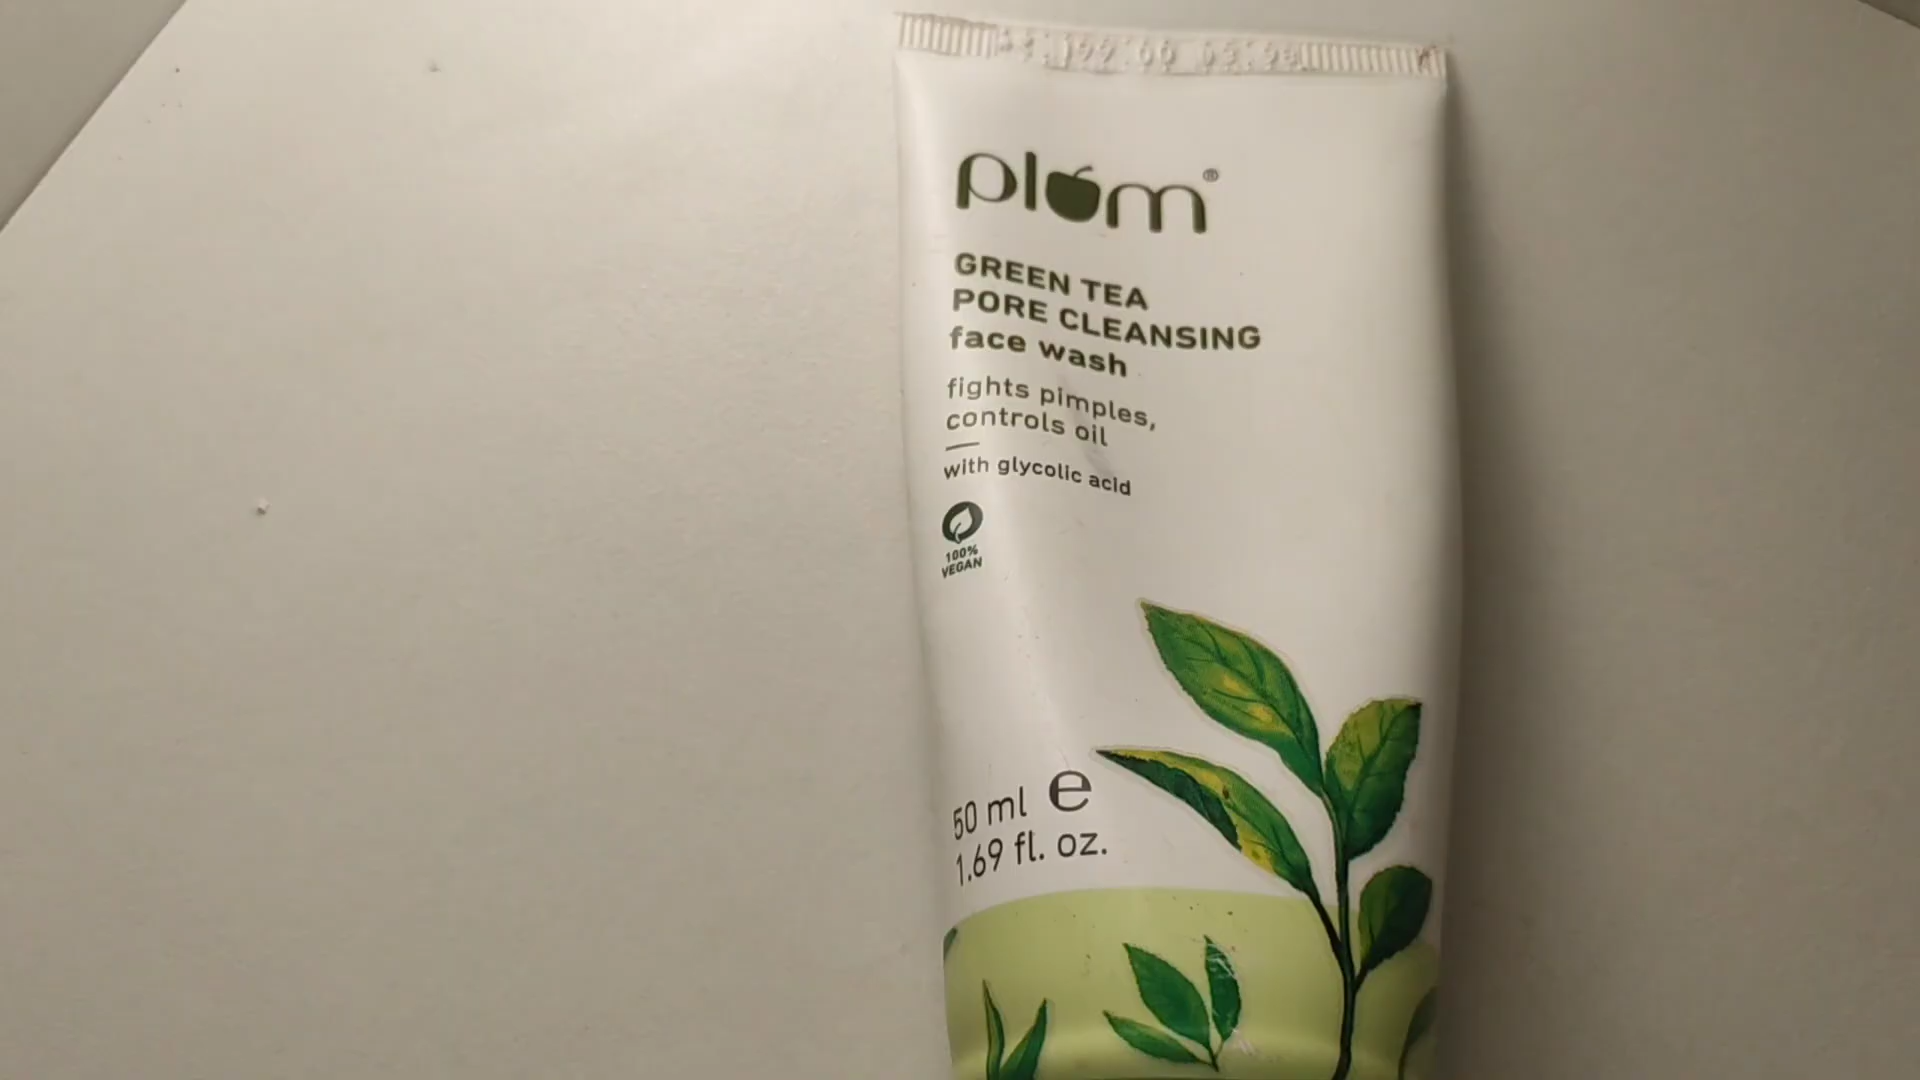 plum®
GREEN TEA
PORE CLEANSING
face wash
fights pimples,
controls oil
with glycolic acid
100%
VEGAN
50 ml e
1.69 fl. oz.